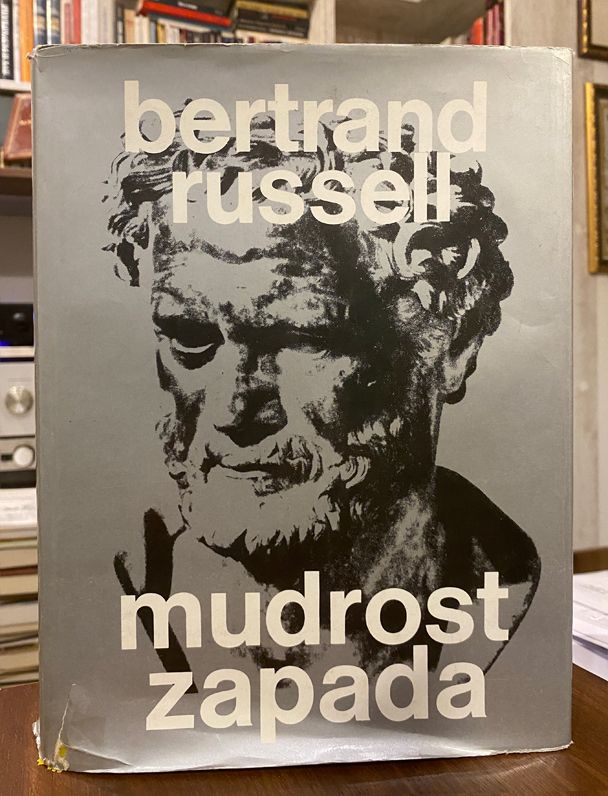 bertrand
russell
mudrost
zapada